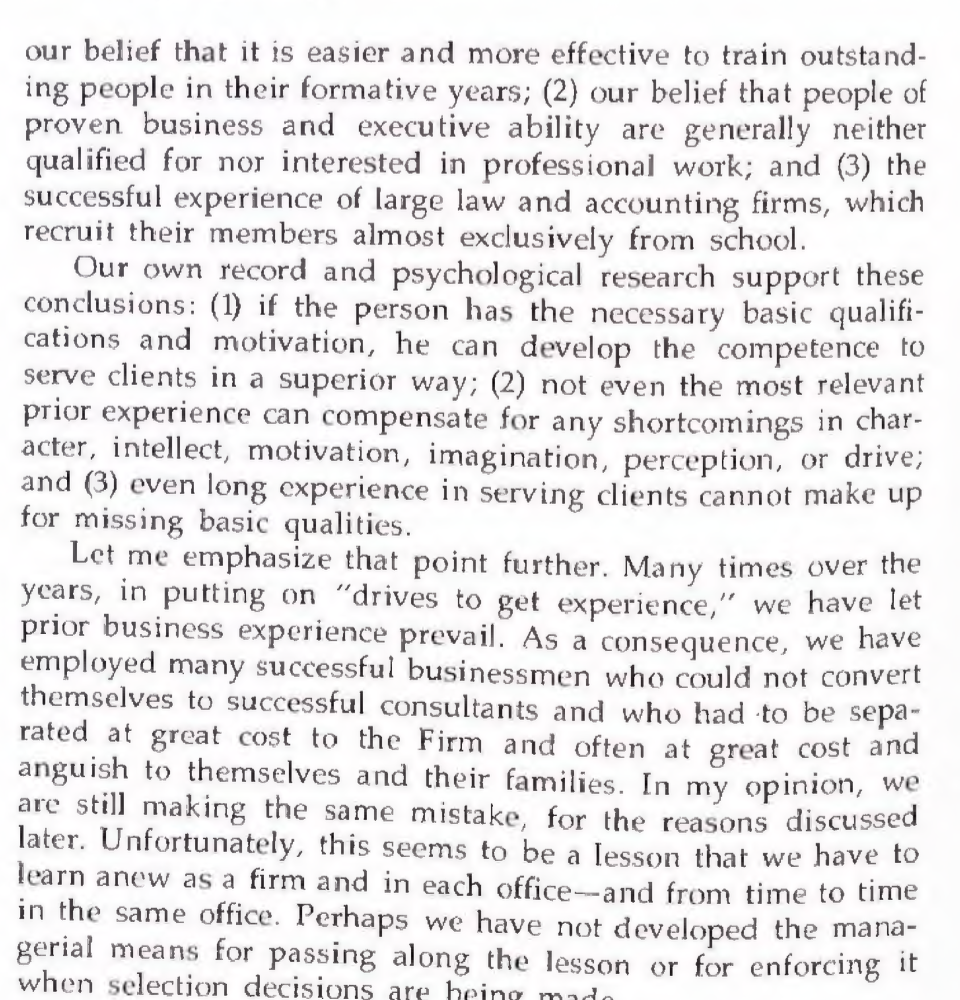 our belief that it is easier and more effective to train outstand-
ing people in their formative years; (2) our belief that people of
proven business and executive ability are generally neither
qualified for nor interested in professional work; and (3) the
successful experience of large law and accounting firms, which
recruit their members almost exclusively from school.
Our own record and psychological research support these
conclusions: (1) if the person has the necessary basic qualifi-
cations and motivation, he can develop the competence to
serve clients in a superior way; (2) not even the most relevant
prior experience can compensate for any shortcomings in char-
acter, intellect, motivation, imagination, perception, or drive;
and (3) even long experience in serving clients cannot make up
for missing basic qualities.
Let me emphasize that point further. Many times over the
years, in putting on "drives to get experience," we have let
prior business experience prevail. As a consequence, we have
employed many successful businessmen who could not convert
themselves to successful consultants and who had to be sepa-
rated at great cost to the Firm and often at great cost and
anguish to themselves and their families. In my opinion, we
are still making the same mistake, for the reasons discussed
later. Unfortunately, this seems to be a lesson that we have to
learn anew as a firm and in each office—and from time to time
in the same office. Perhaps we have not developed the mana-
gerial means for passing along the lesson or for enforcing it
when selection decisions are being made